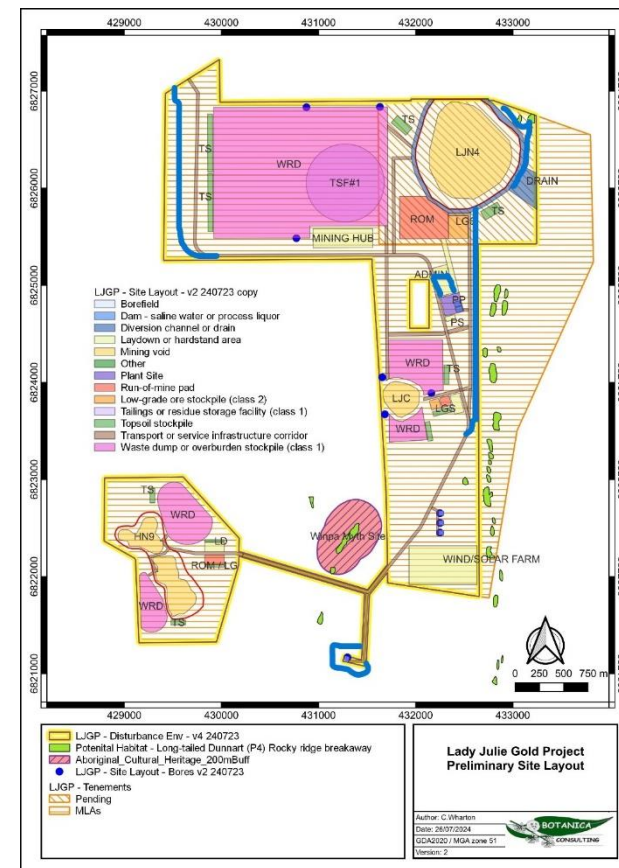 429000 430000 431000 432000 433000
6827000
6826000
6825000
6824000
6823000
6822000
6821000
TS
WRD
TSF#1
TS
TS
LJN4
DRAIN
ROM
TS
MINING HUB
ADMIN
PP
PS
WRD
TS
LJC
LGS
WRD
LJGP - Site Layout - v2 240723 copy
Borefield
Dam - saline water or process liquor
Diversion channel or drain
Laydown or hardstand area
Mining void
Other
Plant Site
Run-of-mine pad
Low-grade ore stockpile (class 2)
Tailings or residue storage facility (class 1)
Topsoil stockpile
Transport or service infrastructure corridor
Waste dump or overburden stockpile (class 1)
TS
WRD
HN9
LD
ROM / LG
WRD
TS
Winpa Myth Site
WIND/SOLAR FARM
0 250 500 750 m
429000 430000 431000 432000 433000
LJGP - Disturbance Env - v4 240723
Potenital Habitat - Long-tailed Dunnart (P4) Rocky ridge breakaway
Aboriginal_Cultural_Heritage_200mBuff
LJGP - Site Layout - Bores v2 240723
LJGP - Tenements
Pending
MLAs
Lady Julie Gold Project
Preliminary Site Layout
Author: C.Wharton
Date: 26/07/2024
GDA2020 / MGA zone 51
Version: 2
BOTANICA
CONSULTING